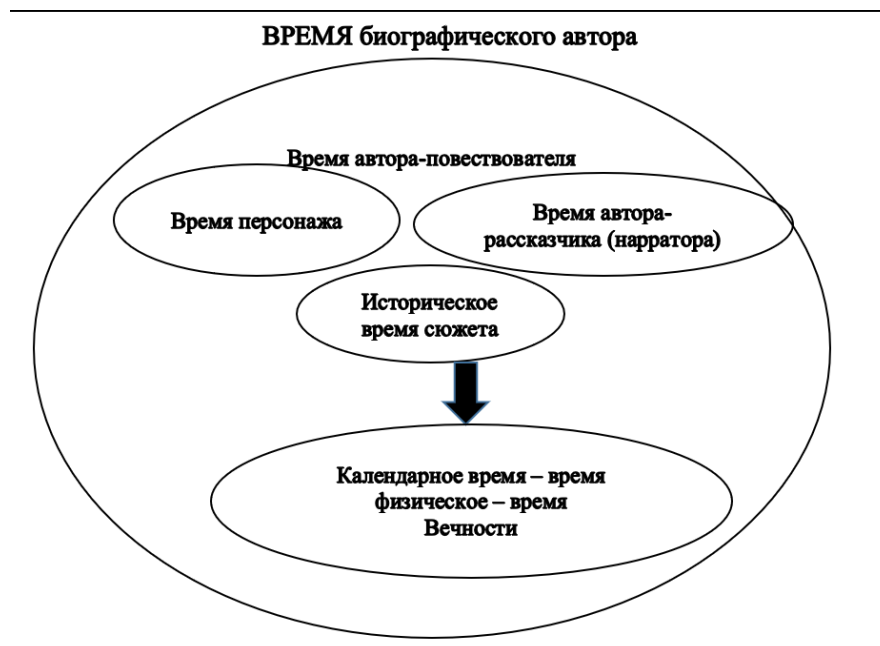 ВРЕМЯ биографического автора
Время автора-повествователя
Время персонажа
Время автора-
рассказчика (нарратора)
Историческое
время сюжета
Календарное время – время
физическое – время
Вечности